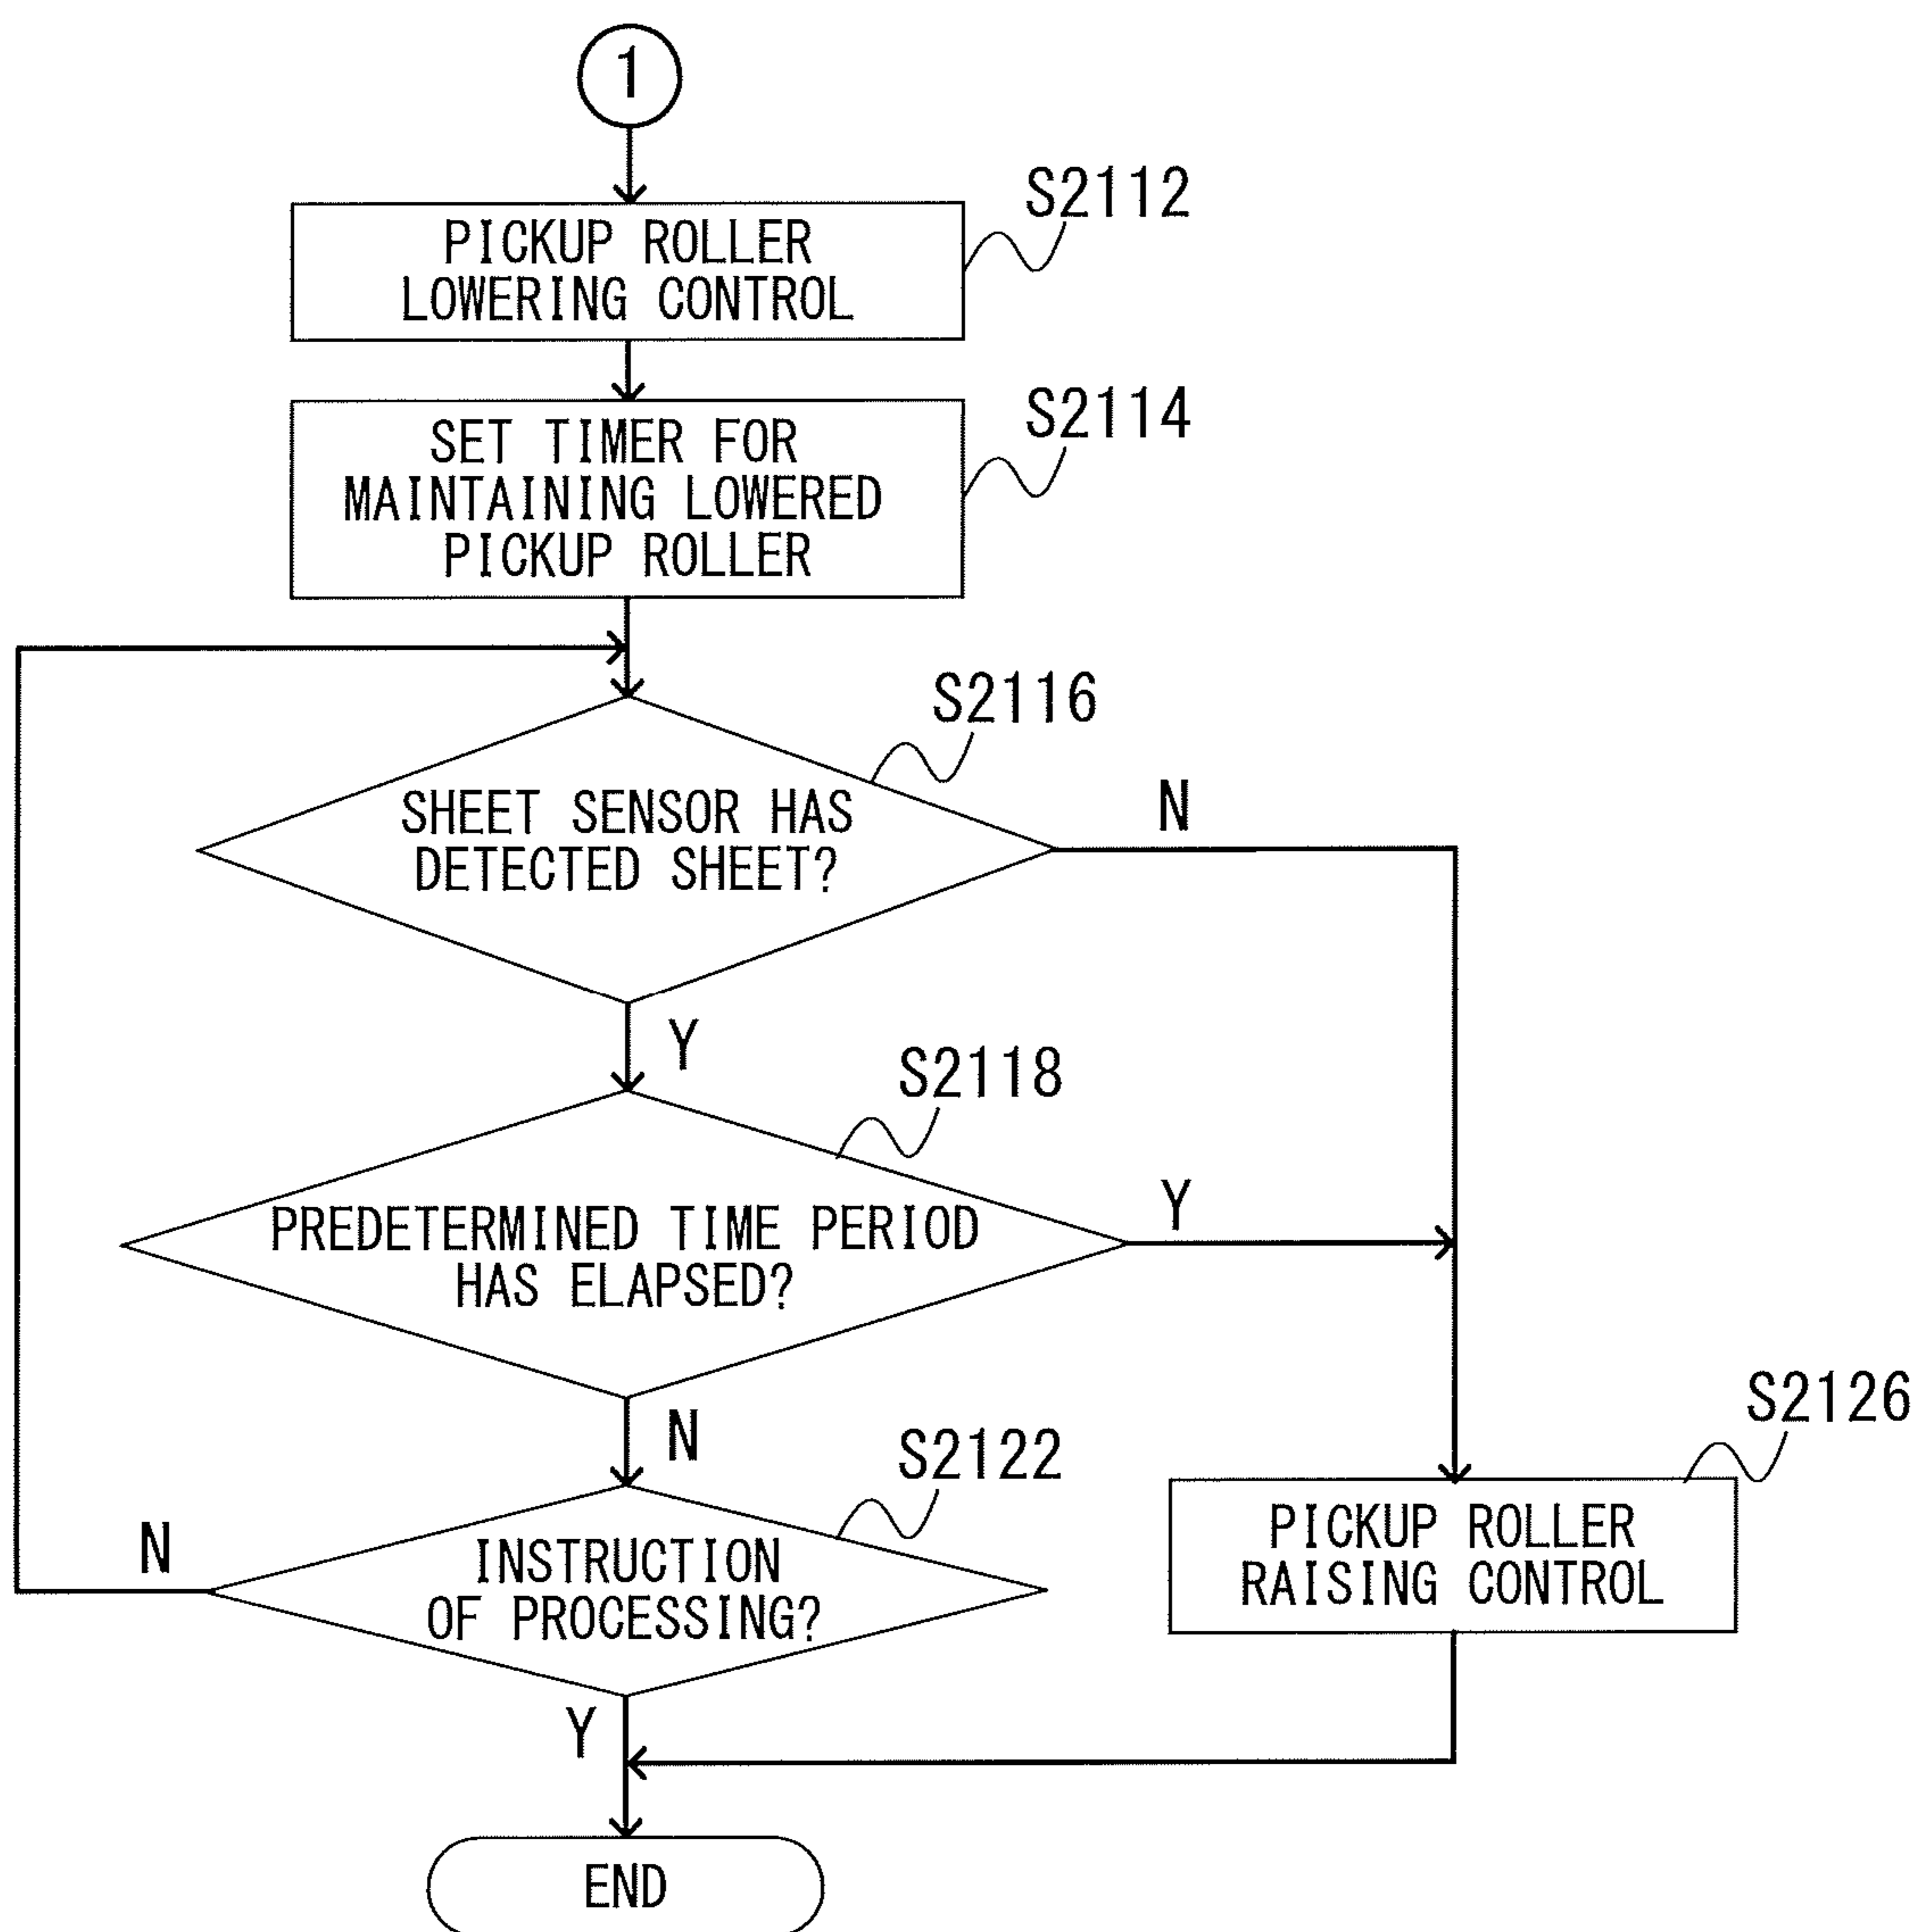 1
S2112
PICKUP ROLLER
LOWERING CONTROL
S2114
SET TIMER FOR
MAINTAINING LOWERED
PICKUP ROLLER
S2116
SHEET SENSOR HAS
DETECTED SHEET?
N
Y
S2118
PREDETERMINED TIME PERIOD
HAS ELAPSED?
Y
N
S2122
INSTRUCTION
OF PROCESSING?
N
Y
S2126
PICKUP ROLLER
RAISING CONTROL
END